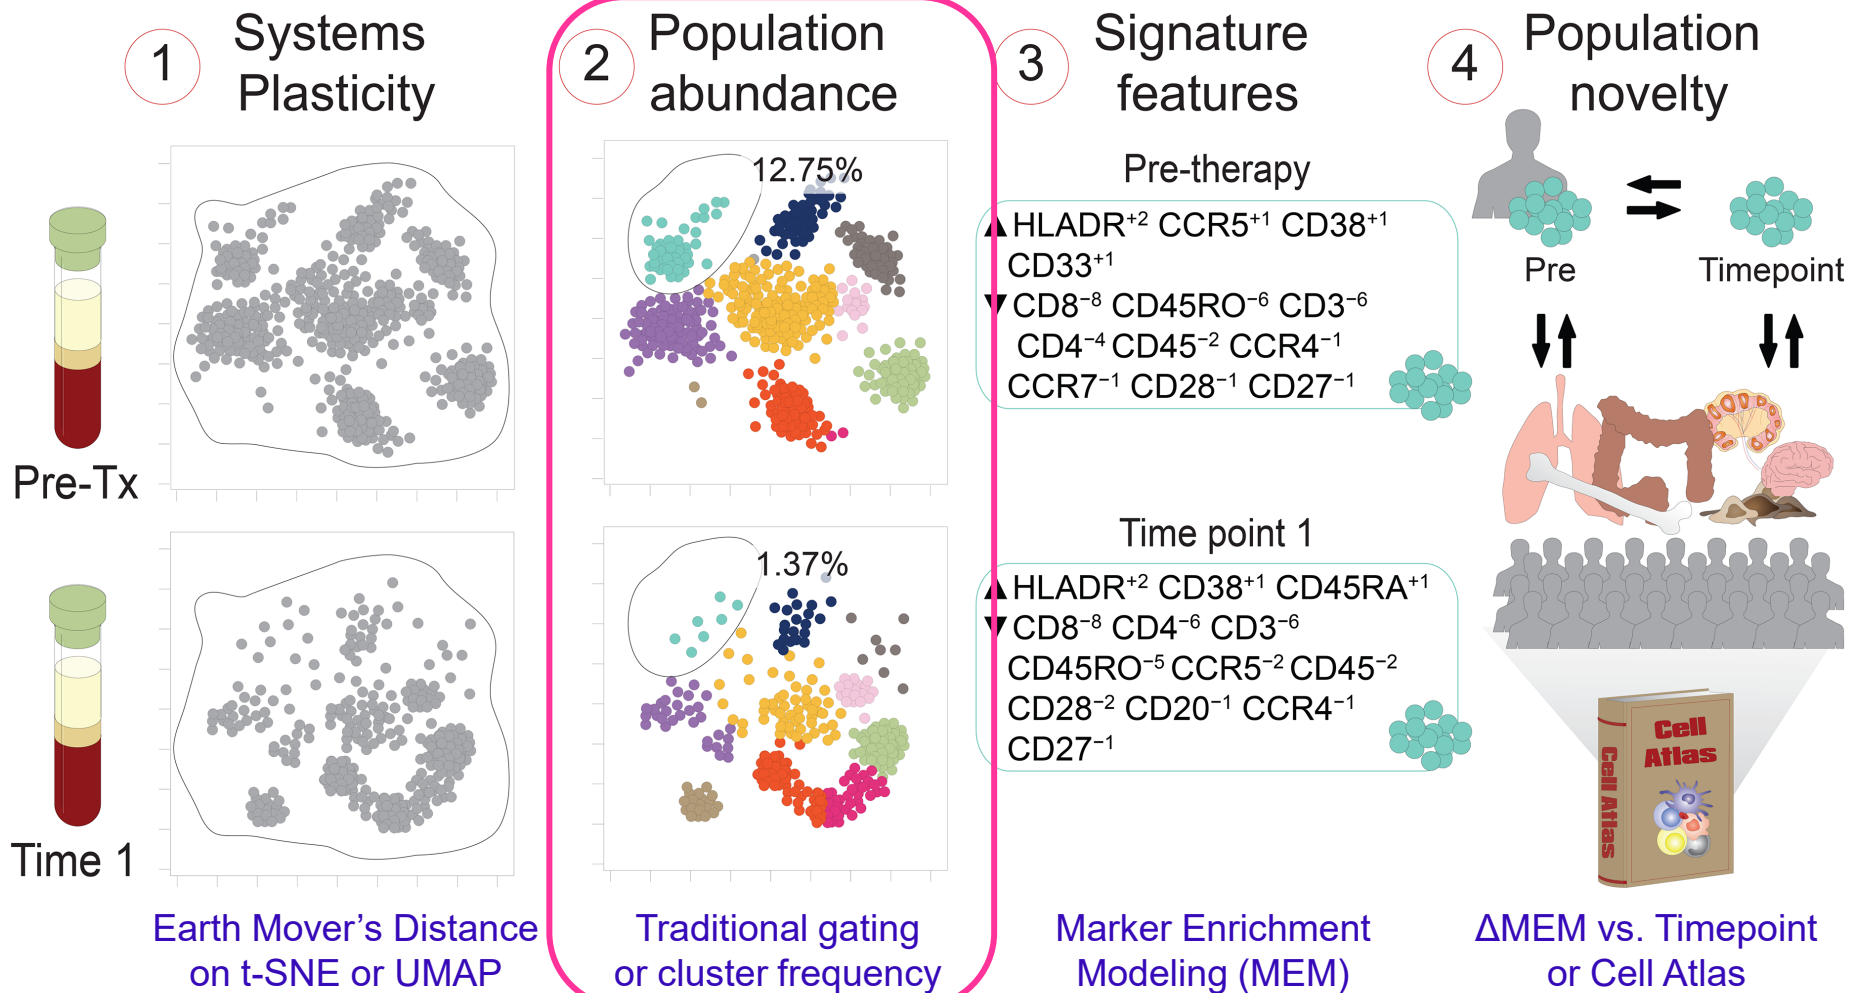 1
Systems
Plasticity
2
Population
abundance
3
Signature
features
4
Population
novelty
Pre-Tx
Time 1
12.75%
1.37%
Pre-therapy
▲HLADR⁺² CCR5⁺¹ CD38⁺¹
CD33⁺¹
▼CD8⁻⁸ CD45RO⁻⁶ CD3⁻⁶
CD4⁻⁴ CD45⁻² CCR4⁻¹
CCR7⁻¹ CD28⁻¹ CD27⁻¹
Time point 1
▲HLADR⁺² CD38⁺¹ CD45RA⁺¹
▼CD8⁻⁸ CD4⁻⁶ CD3⁻⁶
CD45RO⁻⁵ CCR5⁻² CD45⁻²
CD28⁻² CD20⁻¹ CCR4⁻¹
CD27⁻¹
Pre
Timepoint
Cell
Atlas
Cell Atlas
Earth Mover’s Distance
on t-SNE or UMAP
Traditional gating
or cluster frequency
Marker Enrichment
Modeling (MEM)
ΔMEM vs. Timepoint
or Cell Atlas